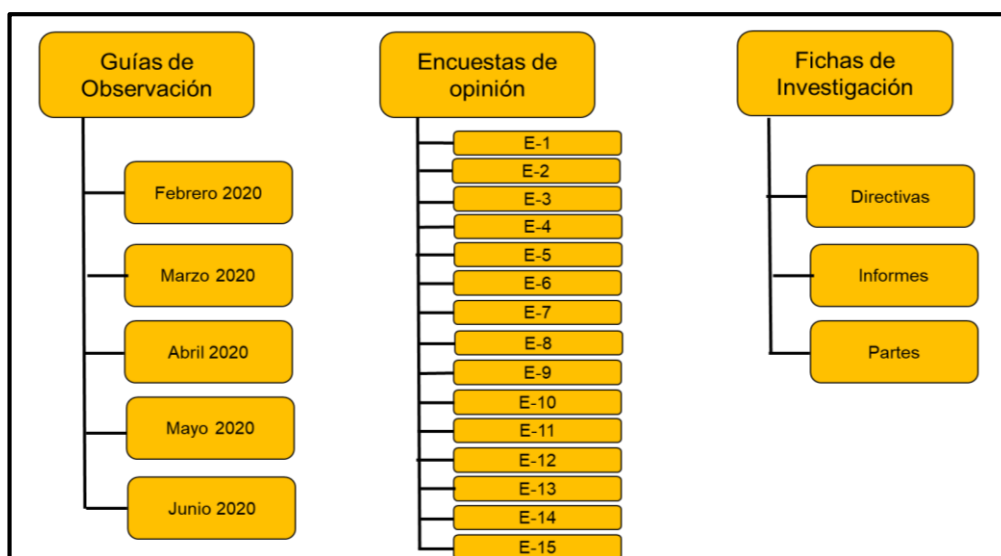 Guías de
Observación
Febrero 2020
Marzo 2020
Abril 2020
Mayo 2020
Junio 2020
Encuestas de
opinión
E-1
E-2
E-3
E-4
E-5
E-6
E-7
E-8
E-9
E-10
E-11
E-12
E-13
E-14
E-15
Fichas de
Investigación
Directivas
Informes
Partes